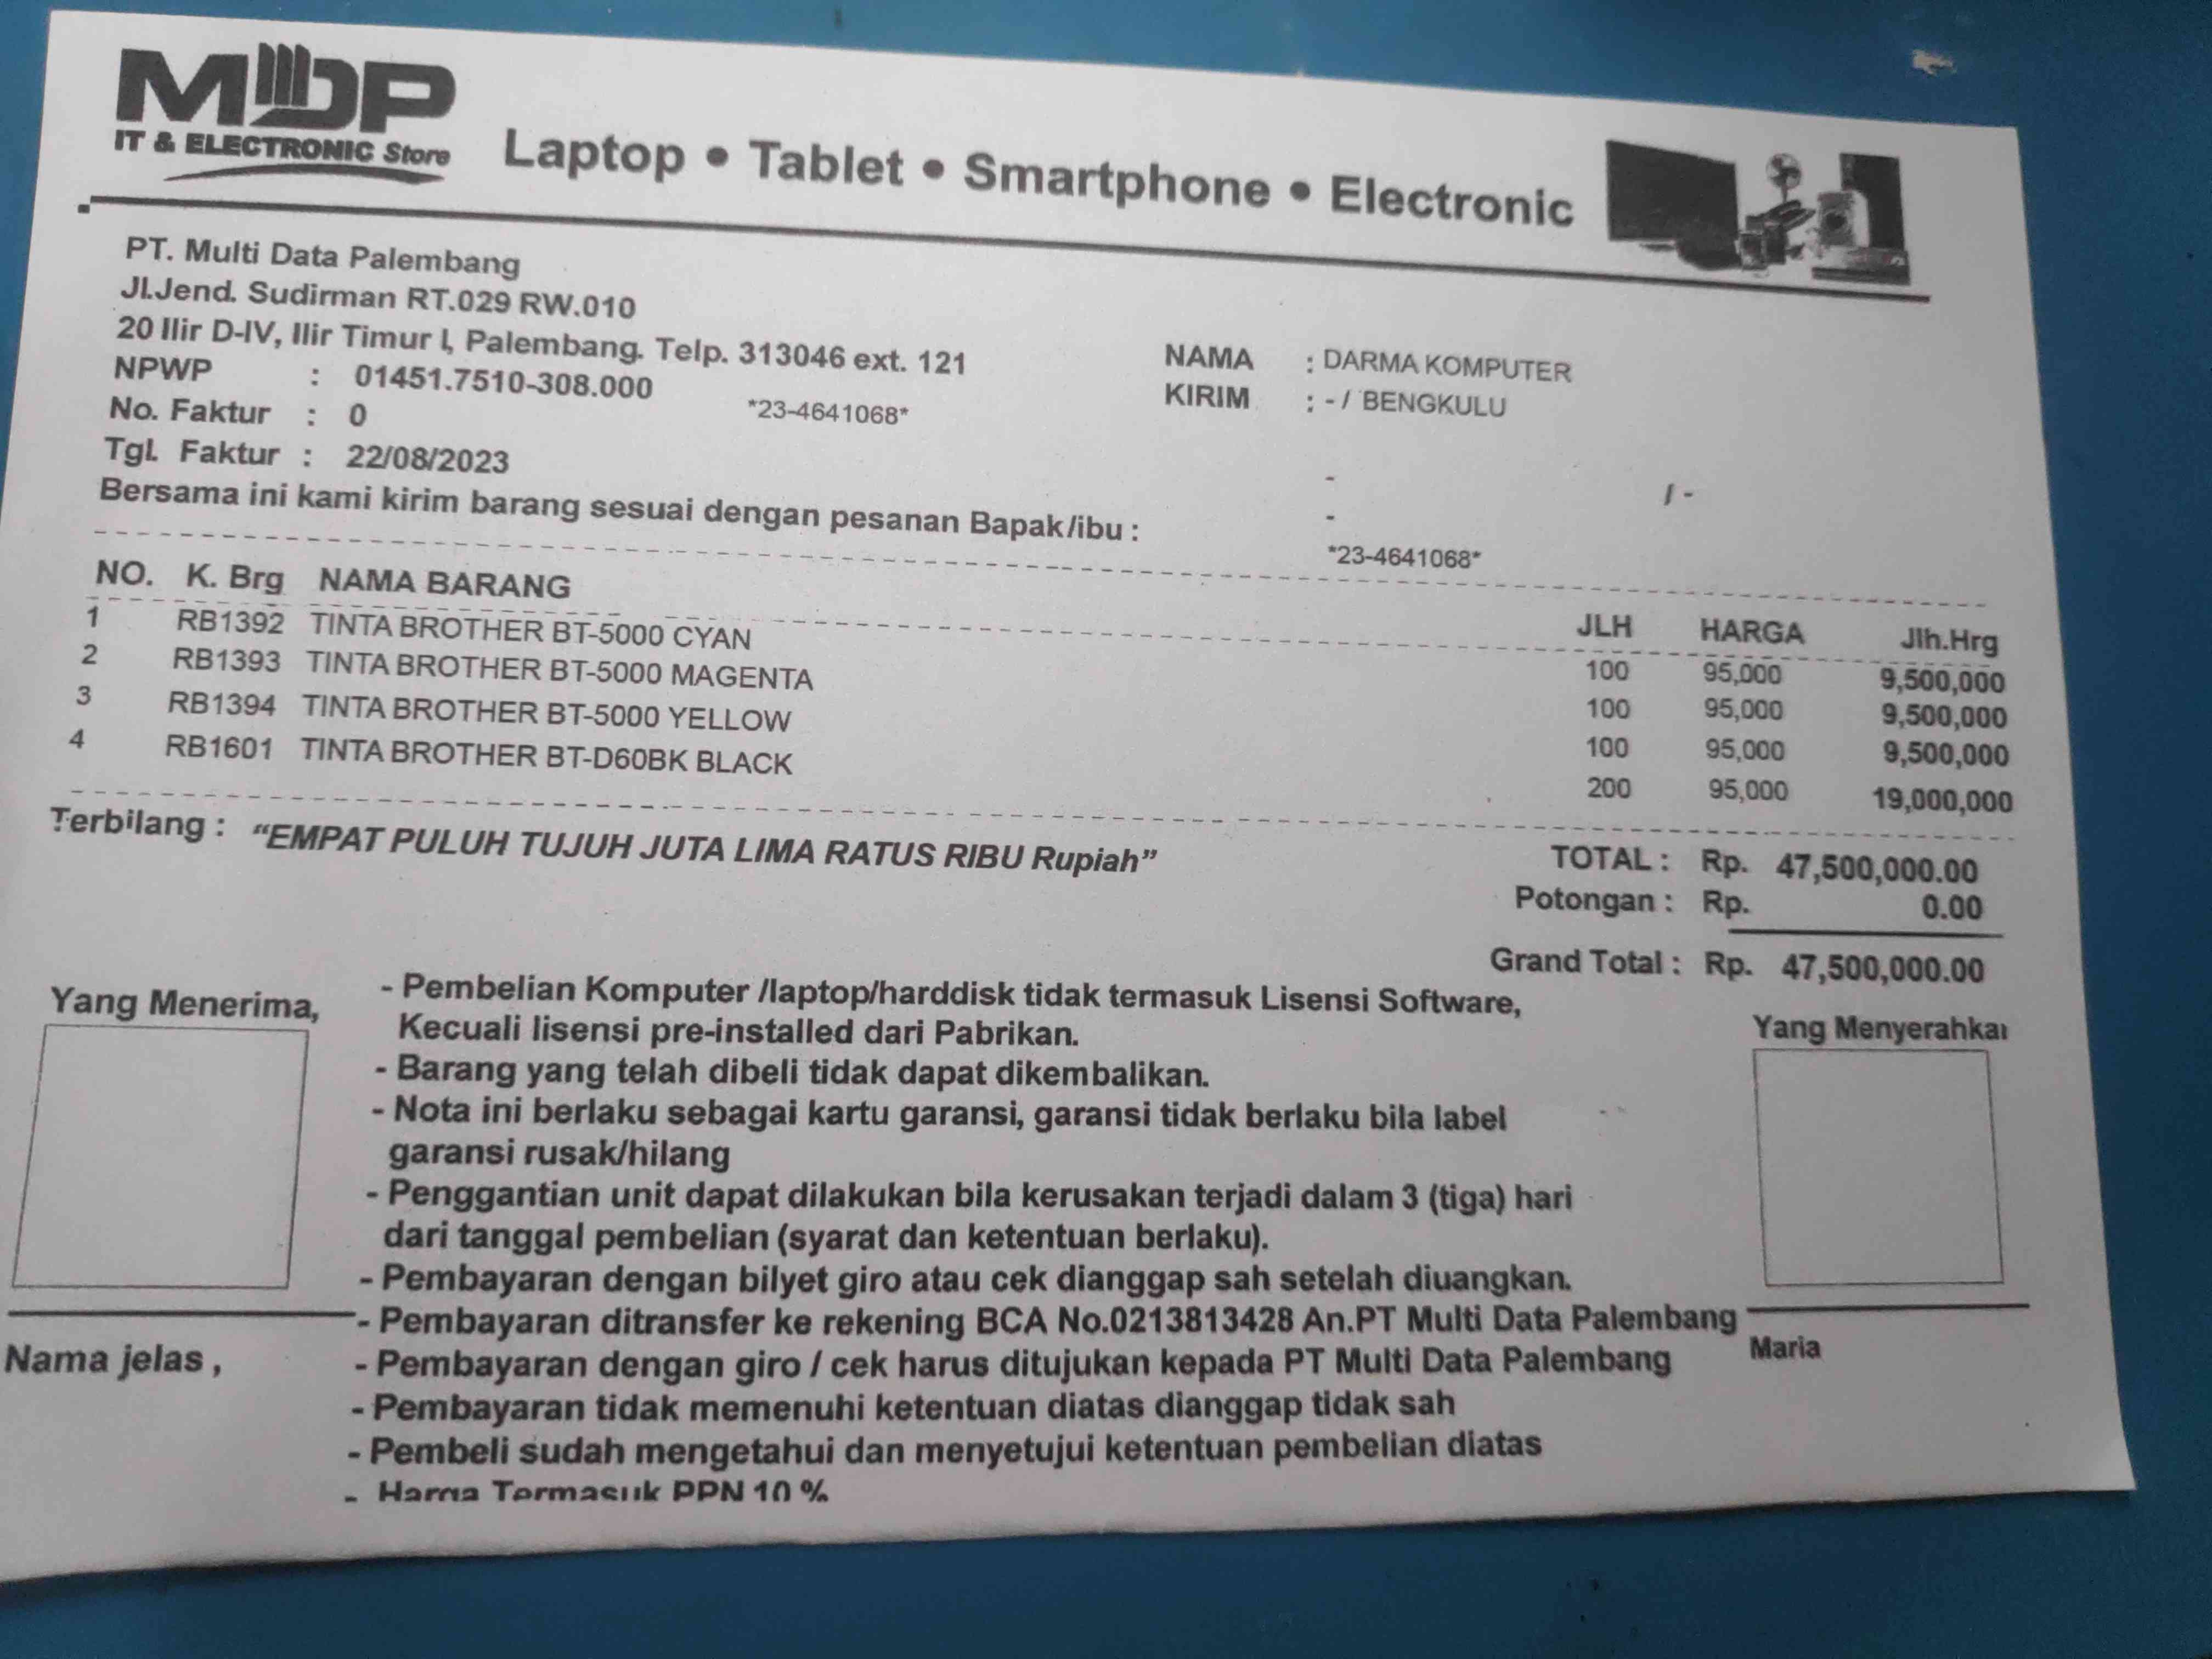 MDP
IT & ELECTRONIC Store
Laptop • Tablet • Smartphone • Electronic
PT. Multi Data Palembang
Jl.Jend. Sudirman RT.029 RW.010
20 Ilir D-IV, Ilir Timur I, Palembang. Telp. 313046 ext. 121
NPWP : 01451.7510-308.000
No. Faktur : 0 *23-4641068*
Tgl. Faktur : 22/08/2023
Bersama ini kami kirim barang sesuai dengan pesanan Bapak/ibu :
NAMA : DARMA KOMPUTER
KIRIM : - / BENGKULU
- / -
-
*23-4641068*
NO. K. Brg NAMA BARANG JLH HARGA Jlh.Hrg
1 RB1392 TINTA BROTHER BT-5000 CYAN 100 95,000 9,500,000
2 RB1393 TINTA BROTHER BT-5000 MAGENTA 100 95,000 9,500,000
3 RB1394 TINTA BROTHER BT-5000 YELLOW 100 95,000 9,500,000
4 RB1601 TINTA BROTHER BT-D60BK BLACK 200 95,000 19,000,000
Terbilang : “EMPAT PULUH TUJUH JUTA LIMA RATUS RIBU Rupiah”
TOTAL : Rp. 47,500,000.00
Potongan : Rp. 0.00
Grand Total : Rp. 47,500,000.00
Yang Menerima,
- Pembelian Komputer /laptop/harddisk tidak termasuk Lisensi Software,
Kecuali lisensi pre-installed dari Pabrikan.
- Barang yang telah dibeli tidak dapat dikembalikan.
- Nota ini berlaku sebagai kartu garansi, garansi tidak berlaku bila label
garansi rusak/hilang
- Penggantian unit dapat dilakukan bila kerusakan terjadi dalam 3 (tiga) hari
dari tanggal pembelian (syarat dan ketentuan berlaku).
- Pembayaran dengan bilyet giro atau cek dianggap sah setelah diuangkan.
- Pembayaran ditransfer ke rekening BCA No.0213813428 An.PT Multi Data Palembang
- Pembayaran dengan giro / cek harus ditujukan kepada PT Multi Data Palembang
- Pembayaran tidak memenuhi ketentuan diatas dianggap tidak sah
- Pembeli sudah mengetahui dan menyetujui ketentuan pembelian diatas
- Harga Termasuk PPN 10 %
Nama jelas ,
Yang Menyerahka
Maria